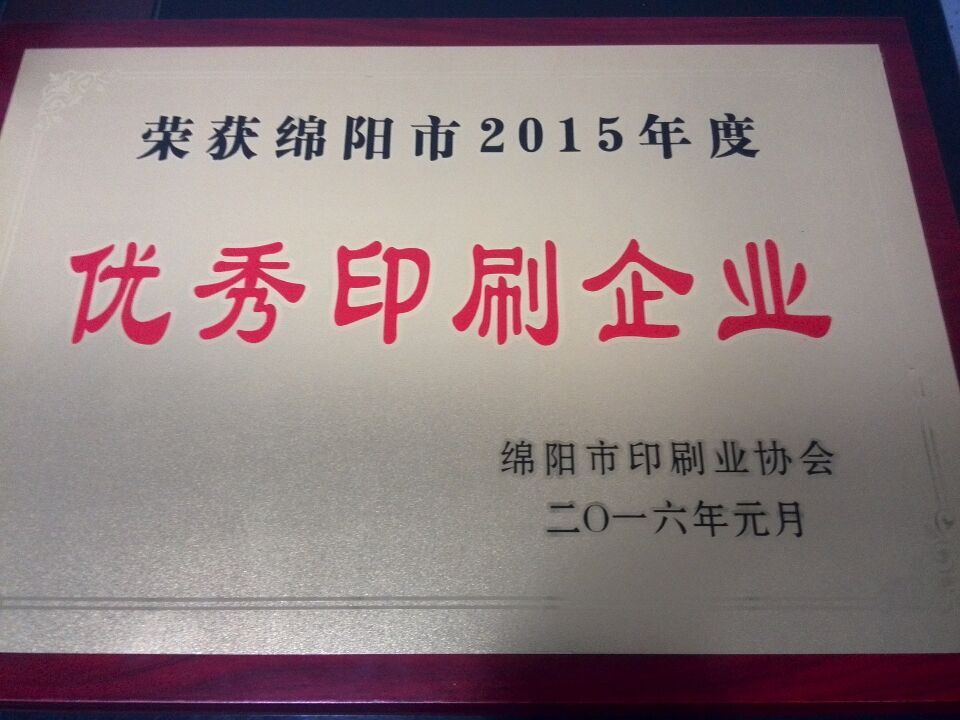 荣获绵阳市2015年度
优秀印刷企业
绵阳市印刷业协会
二〇一六年元月